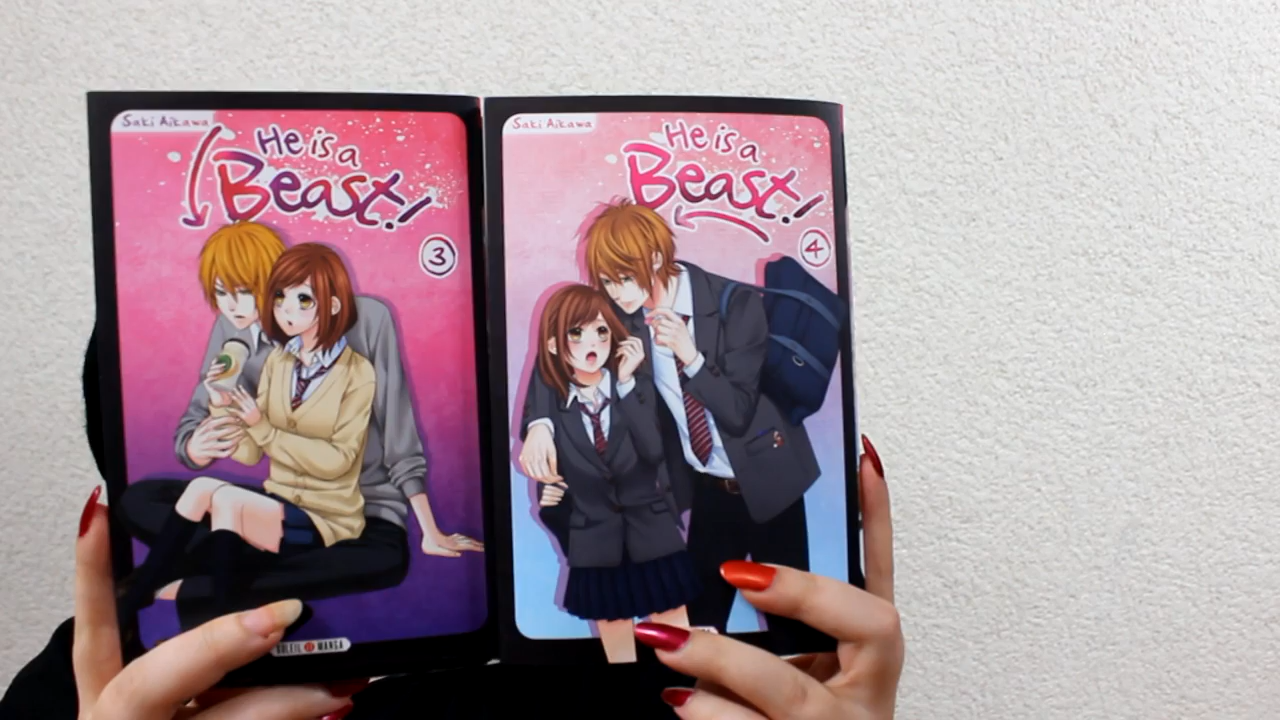 Saki Aikawa
He is a
Beast!
3
SOLEIL MANGA
Saki Aikawa
He is a
Beast!
4